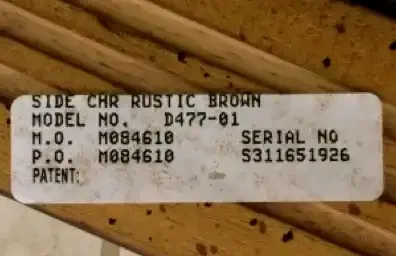 SIDE CHR RUSTIC BROWN
MODEL NO. D477-01
M.O. M084610 SERIAL NO
P.O. M084610 S311651926
PATENT: